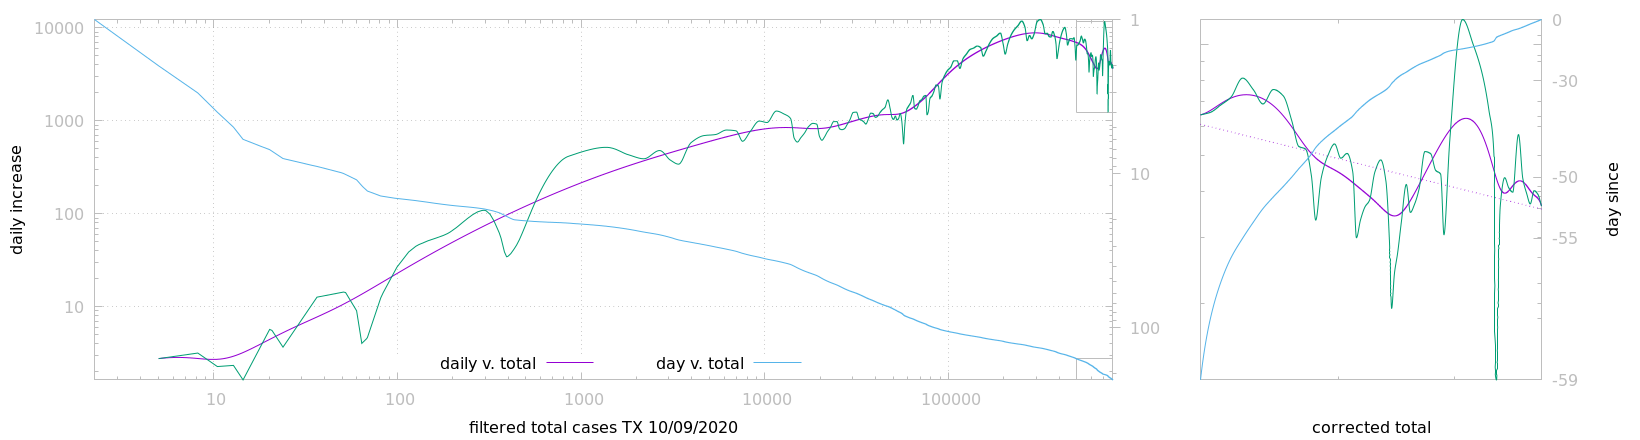 10000
1000
100
10
daily increase
10
100
1000
10000
100000
filtered total cases TX 10/09/2020
daily v. total
day v. total
1
10
100
0
-30
-50
-55
-59
day since
corrected total